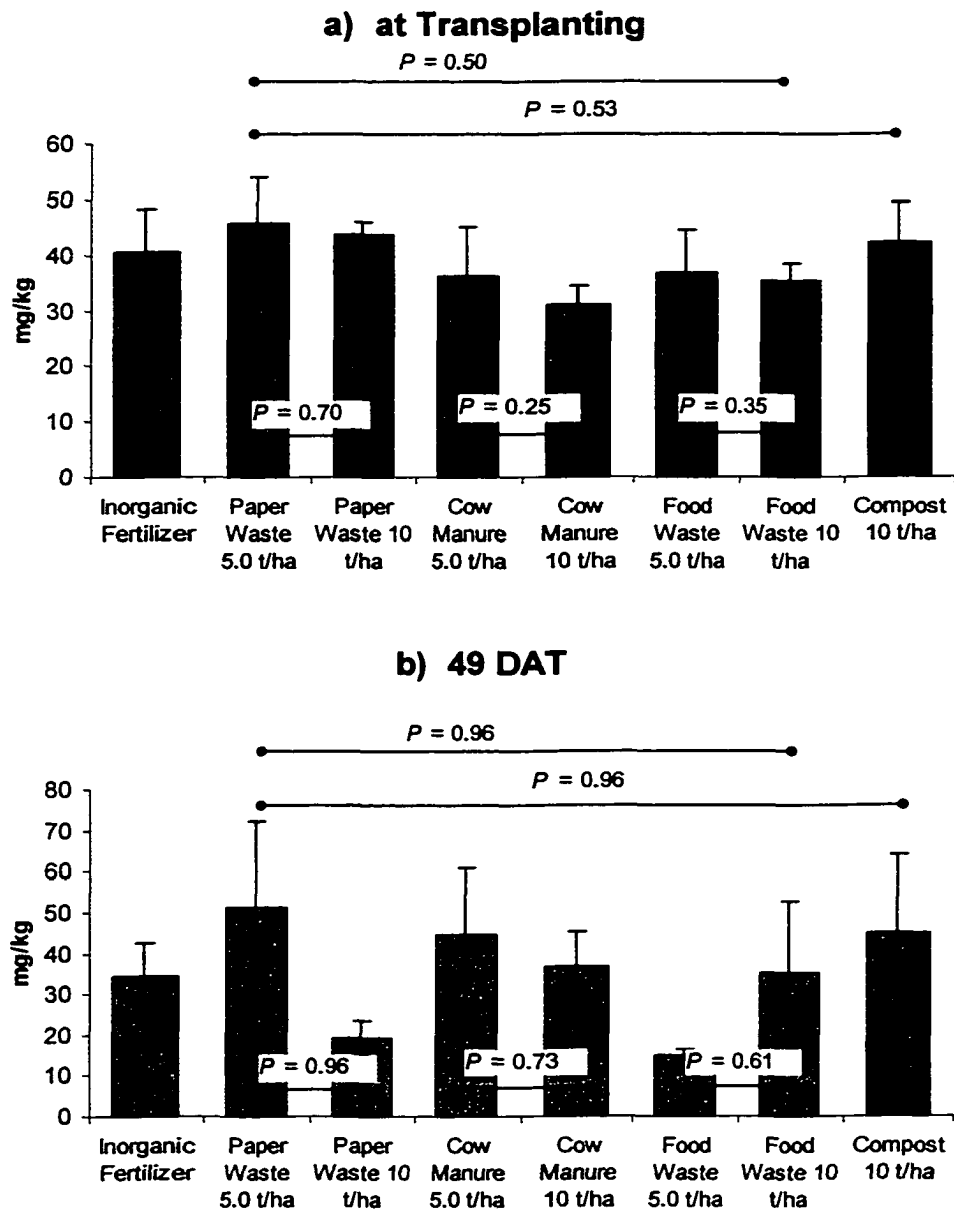 a) at Transplanting
P = 0.50
P = 0.53
60
50
40
30
20
10
0
mg/kg
P = 0.70
P = 0.25
P = 0.35
Inorganic Fertilizer
Paper Waste 5.0 t/ha
Paper Waste 10 t/ha
Cow Manure 5.0 t/ha
Cow Manure 10 t/ha
Food Waste 5.0 t/ha
Food Waste 10 t/ha
Compost 10 t/ha
b) 49 DAT
P = 0.96
P = 0.96
80
70
60
50
40
30
20
10
0
mg/kg
P = 0.96
P = 0.73
P = 0.61
Inorganic Fertilizer
Paper Waste 5.0 t/ha
Paper Waste 10 t/ha
Cow Manure 5.0 t/ha
Cow Manure 10 t/ha
Food Waste 5.0 t/ha
Food Waste 10 t/ha
Compost 10 t/ha